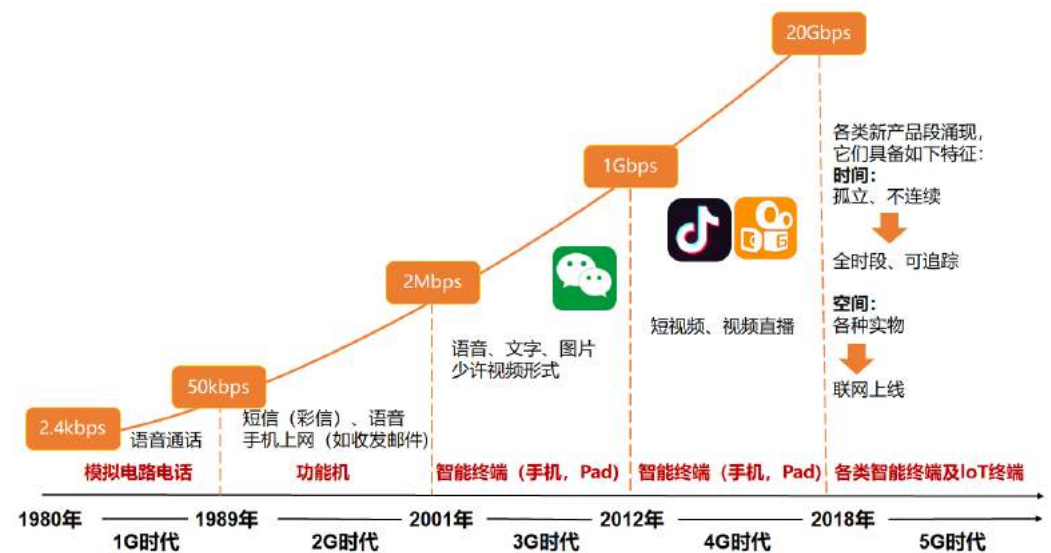 20Gbps
1Gbps
2Mbps
50kbps
2.4kbps
语音通话
短信（彩信）、语音
手机上网（如收发邮件）
语音、文字、图片
少许视频形式
短视频、视频直播
各类新产品段涌现，
它们具备如下特征：
时间：
孤立、不连续
全时段、可追踪
空间：
各种实物
联网上线
模拟电路电话
功能机
智能终端（手机，Pad）
智能终端（手机，Pad）
各类智能终端及IoT终端
1980年
1989年
2001年
2012年
2018年
1G时代
2G时代
3G时代
4G时代
5G时代